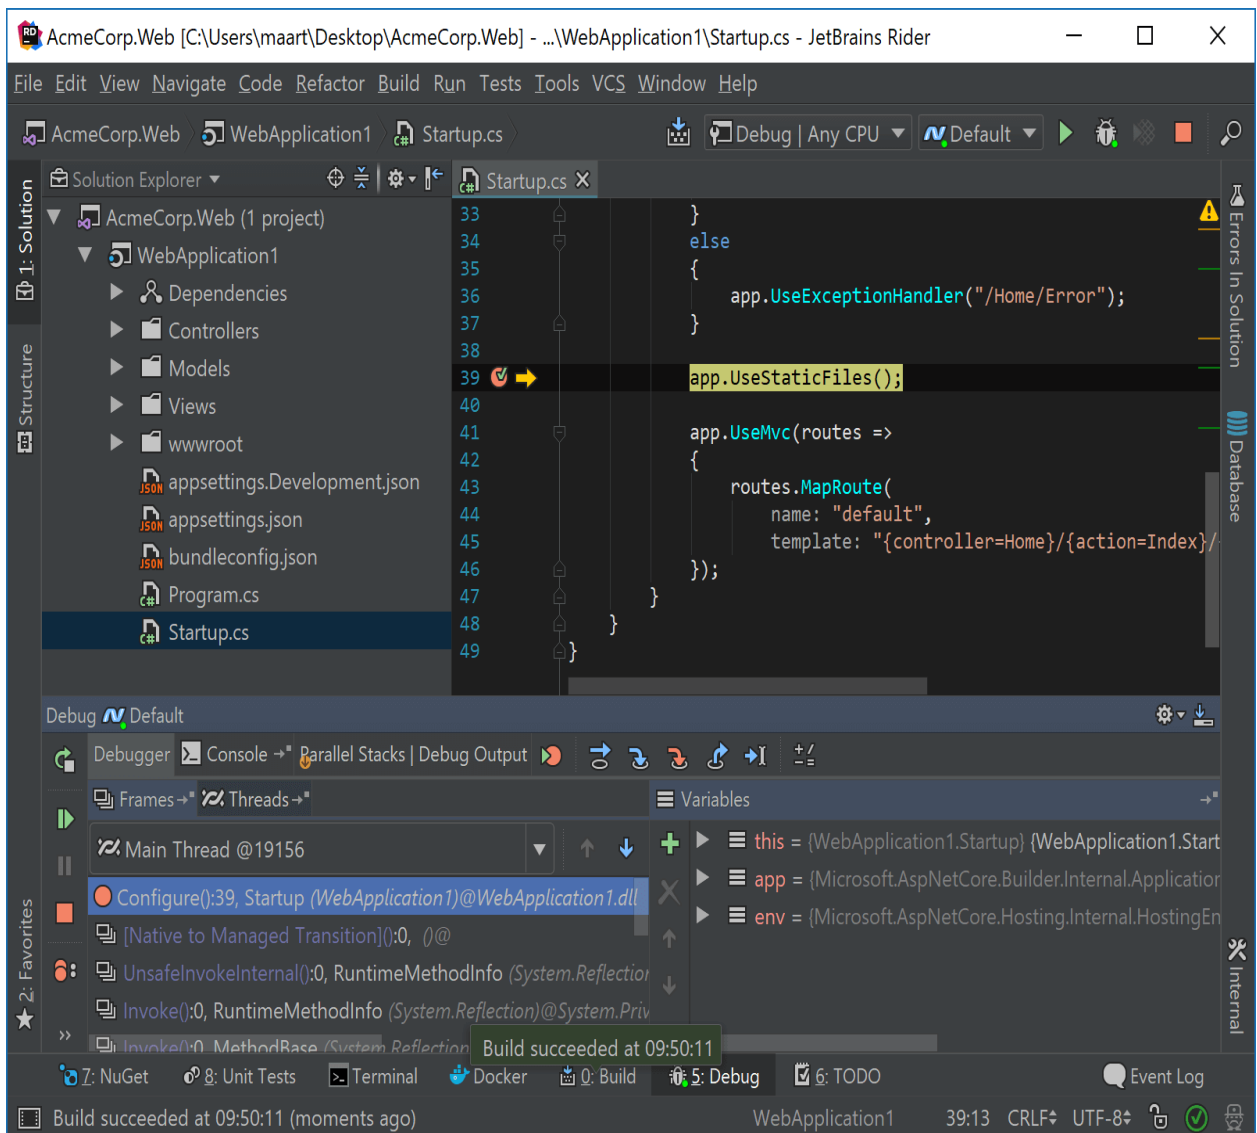 AcmeCorp.Web [C:\Users\maart\Desktop\AcmeCorp.Web] - ...\WebApplication1\Startup.cs - JetBrains Rider
File Edit View Navigate Code Refactor Build Run Tests Tools VCS Window Help
AcmeCorp.Web WebApplication1 Startup.cs Debug | Any CPU Default
1: Solution
Structure
2: Favorites
Solution Explorer
AcmeCorp.Web (1 project)
WebApplication1
Dependencies
Controllers
Models
Views
wwwroot
appsettings.Development.json
appsettings.json
bundleconfig.json
Program.cs
Startup.cs
Startup.cs
33 }
34 else
35 {
36 app.UseExceptionHandler("/Home/Error");
37 }
38
39 app.UseStaticFiles();
40
41 app.UseMvc(routes =>
42 {
43 routes.MapRoute(
44 name: "default",
45 template: "{controller=Home}/{action=Index}/
46 });
47 }
48 }
49 }
Errors In Solution
Database
Internal
Debug Default
Debugger Console Parallel Stacks | Debug Output
Frames Threads
Main Thread @19156
Configure():39, Startup (WebApplication1)@WebApplication1.dll
[Native to Managed Transition]():0, ()@
UnsafeInvokeInternal():0, RuntimeMethodInfo (System.Reflection
Invoke():0, RuntimeMethodInfo (System.Reflection)@System.Priv
Invoke():0, MethodBase (System.Reflection
Variables
this = {WebApplication1.Startup} {WebApplication1.Start
app = {Microsoft.AspNetCore.Builder.Internal.Application
env = {Microsoft.AspNetCore.Hosting.Internal.HostingEn
Build succeeded at 09:50:11
7: NuGet 8: Unit Tests Terminal Docker 0: Build 5: Debug 6: TODO Event Log
Build succeeded at 09:50:11 (moments ago) WebApplication1 39:13 CRLF UTF-8